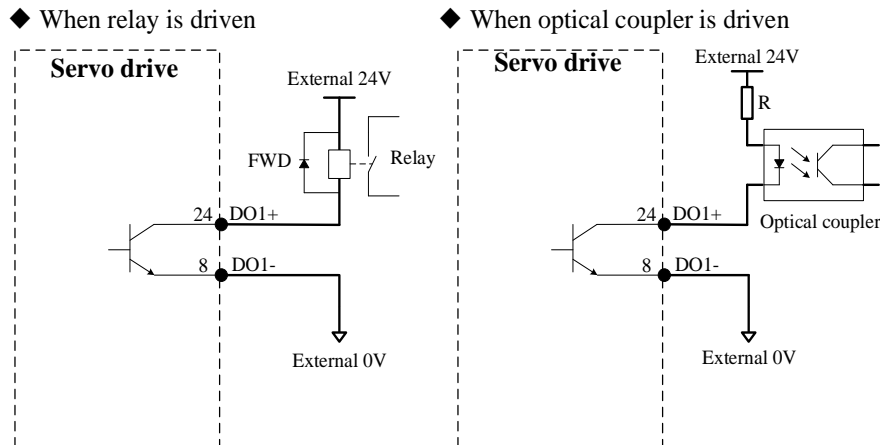 ◆ When relay is driven
Servo drive
External 24V
FWD
Relay
24
DO1+
8
DO1-
External 0V
◆ When optical coupler is driven
Servo drive
External 24V
R
24
DO1+
Optical coupler
8
DO1-
External 0V